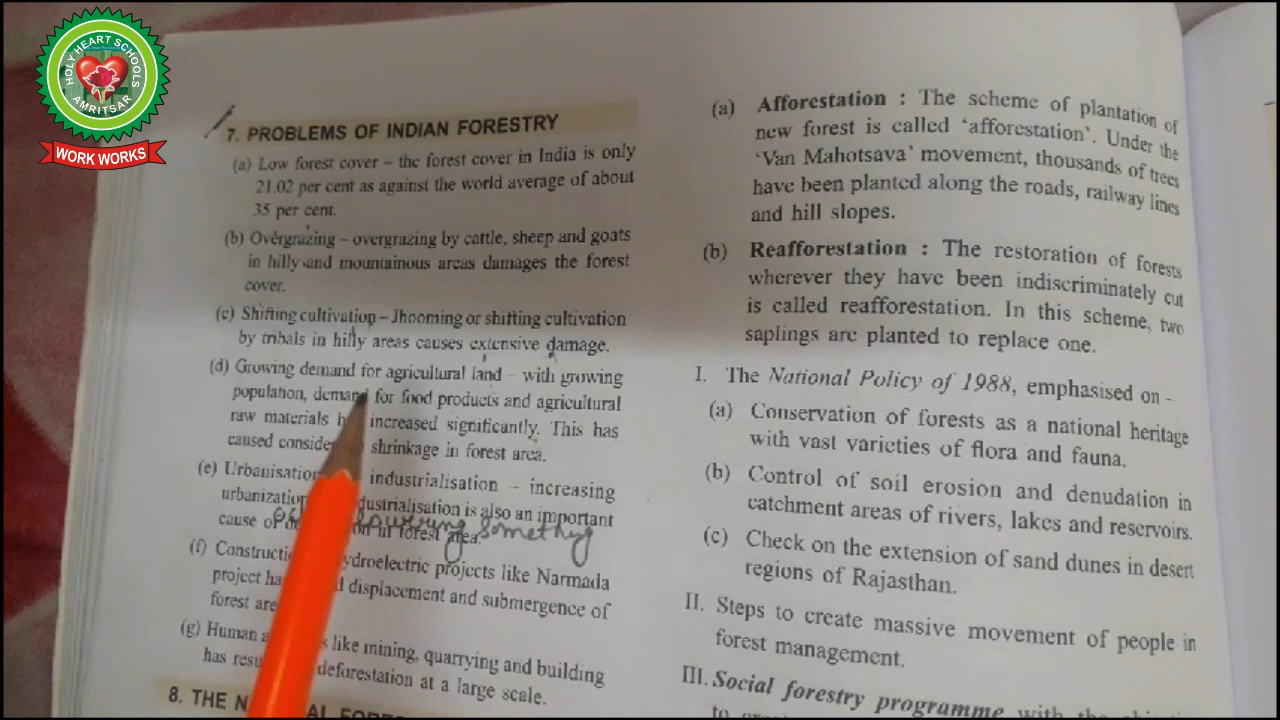 HOLY HEART SCHOOLS
AMRITSAR
WORK WORKS
7. PROBLEMS OF INDIAN FORESTRY
(a) Low forest cover – the forest cover in India is only
21.02 per cent as against the world average of about
35 per cent.
(b) Overgrazing – overgrazing by cattle, sheep and goats
in hilly and mountainous areas damages the forest
cover.
(c) Shifting cultivation – Jhooming or shifting cultivation
by tribals in hilly areas causes extensive damage.
(d) Growing demand for agricultural land – with growing
population, demand for food products and agricultural
raw materials increased significantly. This has
caused shrinkage in forest area.
(e) Urbanisation industrialisation – increasing
urbanization is also an important
cause of in forest area.
lowering something
(f) projects like Narmada
project displacement and submergence of
forest
(g) Human like mining, quarrying and building
has deforestation at a large scale.
8. THE
(a) Afforestation : The scheme of plantation of
new forest is called 'afforestation'. Under the
'Van Mahotsava' movement, thousands of trees
have been planted along the roads, railway lines
and hill slopes.
(b) Reafforestation : The restoration of forests
wherever they have been indiscriminately cut
is called reafforestation. In this scheme, two
saplings are planted to replace one.
I. The National Policy of 1988, emphasised on –
(a) Conservation of forests as a national heritage
with vast varieties of flora and fauna.
(b) Control of soil erosion and denudation in
catchment areas of rivers, lakes and reservoirs.
(c) Check on the extension of sand dunes in desert
regions of Rajasthan.
II. Steps to create massive movement of people in
forest management.
III. Social forestry programme with the